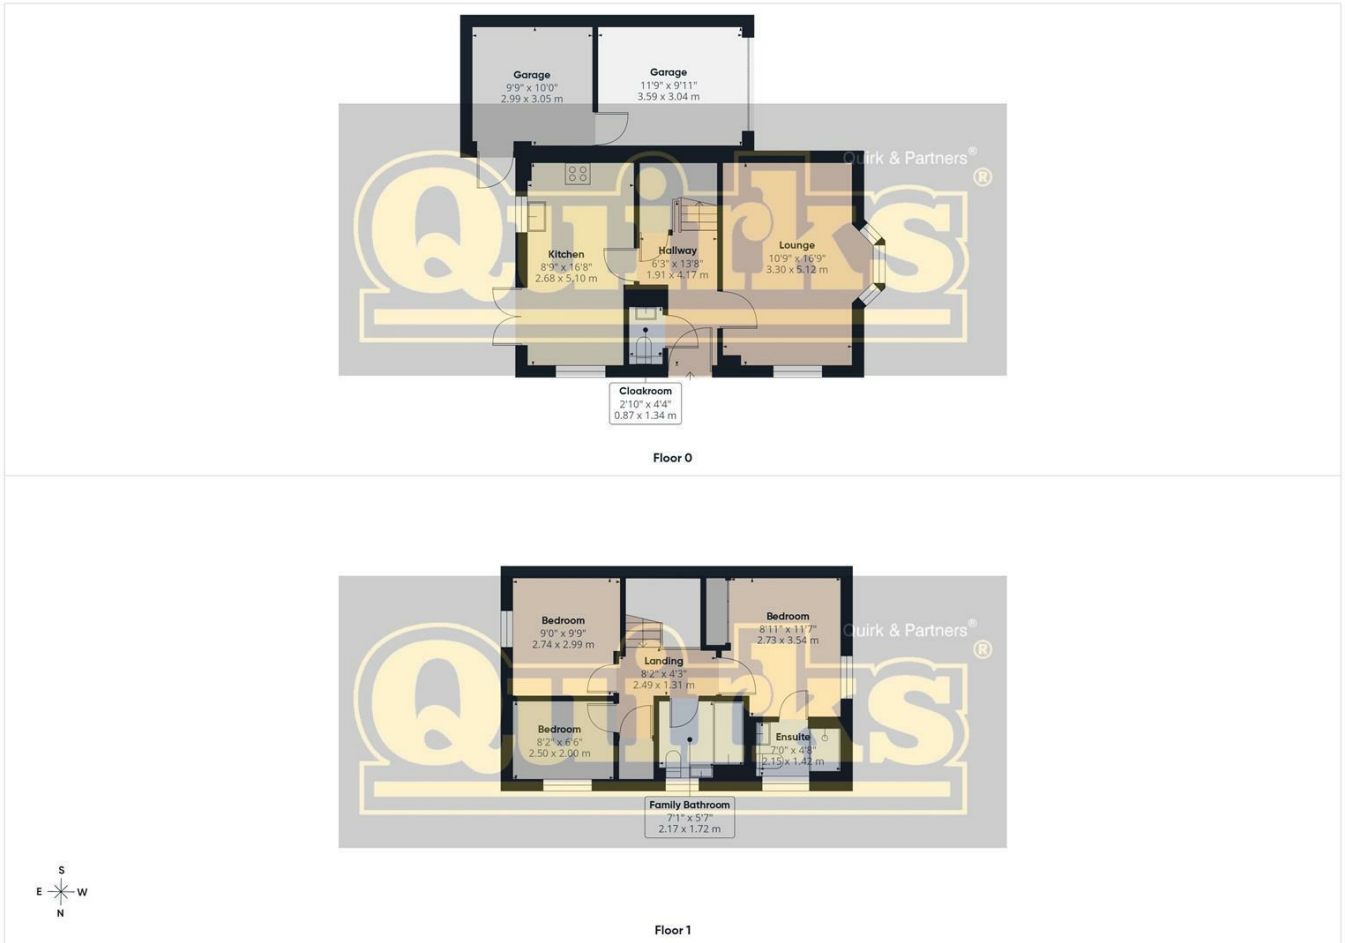 Garage
9'9" x 10'0"
2.99 x 3.05 m
Garage
11'9" x 9'11"
3.59 x 3.04 m
Quirk & Partners®
Quirks®
Kitchen
8'9" x 16'8"
2.68 x 5.10 m
Hallway
6'3" x 13'8"
1.91 x 4.17 m
Lounge
10'9" x 16'9"
3.30 x 5.12 m
Cloakroom
2'10" x 4'4"
0.87 x 1.34 m
Floor 0
Bedroom
9'0" x 9'9"
2.74 x 2.99 m
Bedroom
8'11" x 11'7"
2.73 x 3.54 m
Quirk & Partners®
Quirks®
Landing
8'2" x 4'3"
2.49 x 1.31 m
Bedroom
8'2" x 6'6"
2.50 x 2.00 m
Ensuite
7'0" x 4'8"
2.15 x 1.42 m
Family Bathroom
7'1" x 5'7"
2.17 x 1.72 m
S
E W
N
Floor 1